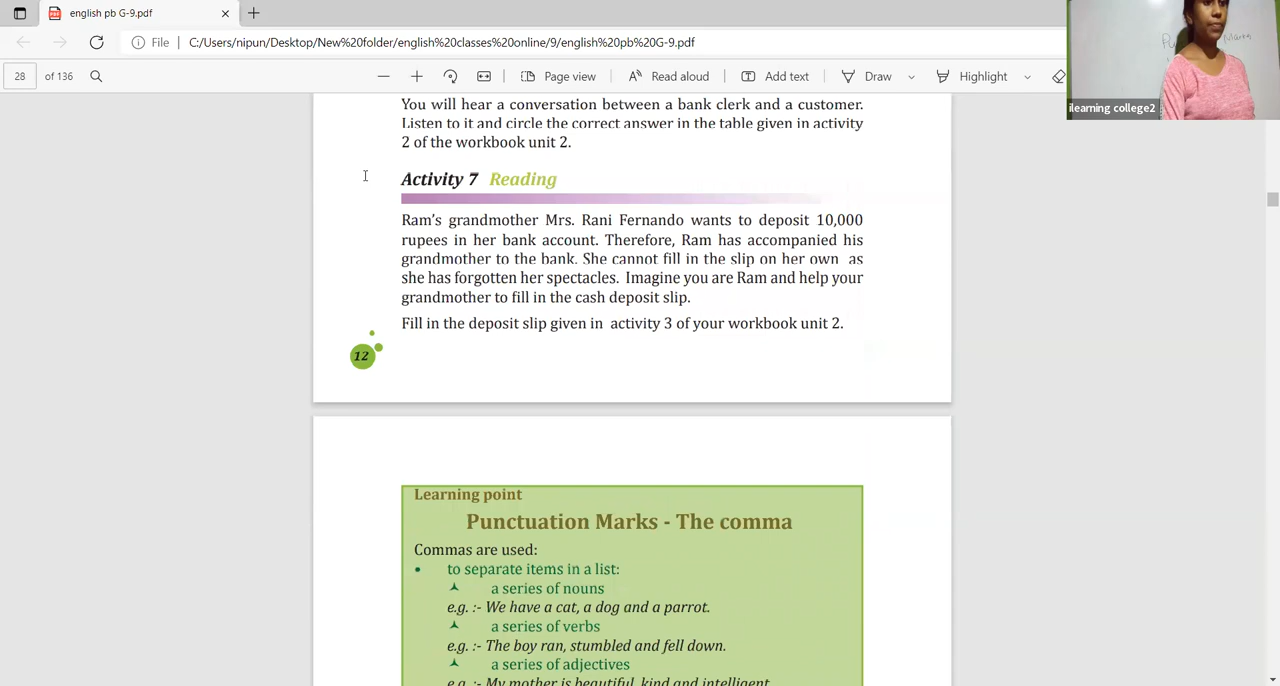 english pb G-9.pdf
File
C:/Users/nipun/Desktop/New%20folder/english%20classes%20online/9/english%20pb%20G-9.pdf
28 of 136
Page view
Read aloud
Add text
Draw
Highlight
ilearning college2
You will hear a conversation between a bank clerk and a customer.
Listen to it and circle the correct answer in the table given in activity
2 of the workbook unit 2.
Activity 7 Reading
Ram's grandmother Mrs. Rani Fernando wants to deposit 10,000
rupees in her bank account. Therefore, Ram has accompanied his
grandmother to the bank. She cannot fill in the slip on her own as
she has forgotten her spectacles. Imagine you are Ram and help your
grandmother to fill in the cash deposit slip.
Fill in the deposit slip given in activity 3 of your workbook unit 2.
12
Learning point
Punctuation Marks - The comma
Commas are used:
• to separate items in a list:
a series of nouns
e.g. :- We have a cat, a dog and a parrot.
a series of verbs
e.g. :- The boy ran, stumbled and fell down.
a series of adjectives
e.g. :- My mother is beautiful, kind and intelligent.